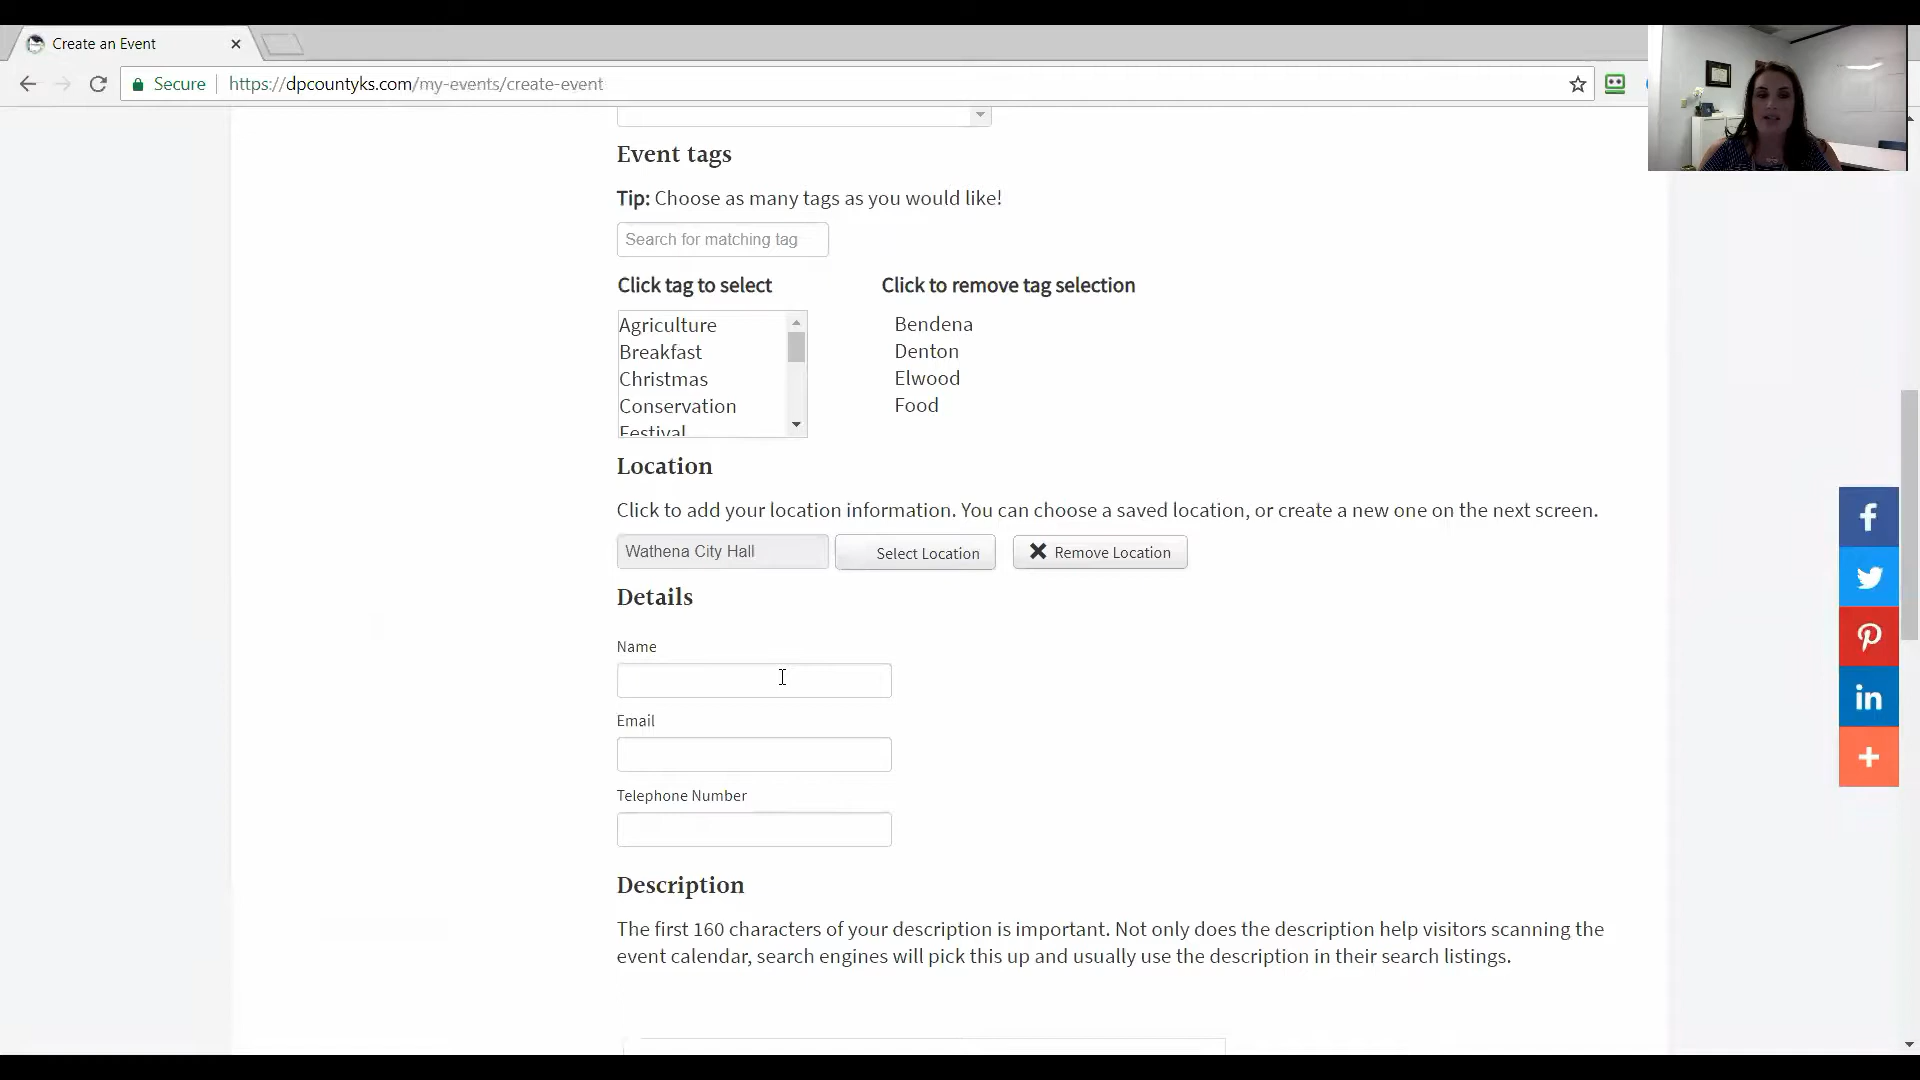 Create an Event
Secure https://dpcountyks.com/my-events/create-event
Event tags
Tip: Choose as many tags as you would like!
Search for matching tag
Click tag to select
Click to remove tag selection
Agriculture
Breakfast
Christmas
Conservation
Festival
Bendena
Denton
Elwood
Food
Location
Click to add your location information. You can choose a saved location, or create a new one on the next screen.
Wathena City Hall
Select Location
Remove Location
Details
Name
Email
Telephone Number
Description
The first 160 characters of your description is important. Not only does the description help visitors scanning the
event calendar, search engines will pick this up and usually use the description in their search listings.